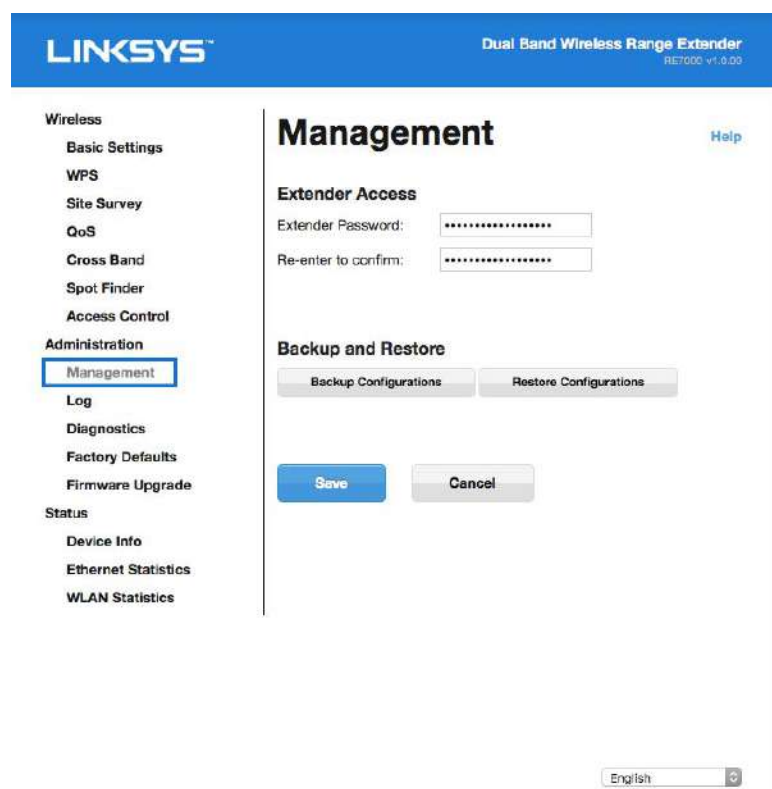 LINKSYS™
Dual Band Wireless Range Extender
RE7000 v1.0.00
Wireless
Basic Settings
WPS
Site Survey
QoS
Cross Band
Spot Finder
Access Control
Administration
Management
Log
Diagnostics
Factory Defaults
Firmware Upgrade
Status
Device Info
Ethernet Statistics
WLAN Statistics
Management
Help
Extender Access
Extender Password: ••••••••••••••••••
Re-enter to confirm: ••••••••••••••••••
Backup and Restore
Backup Configurations Restore Configurations
Save Cancel
English